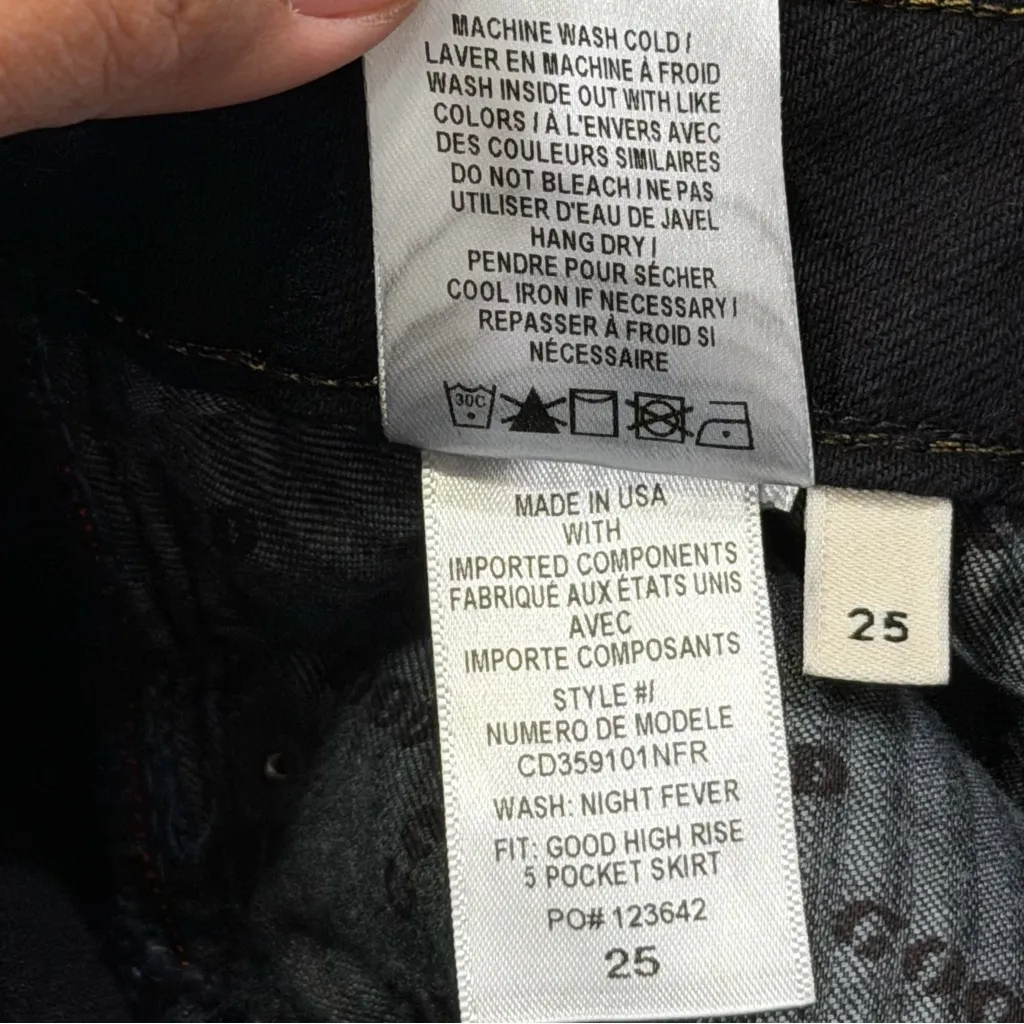 MACHINE WASH COLD /
LAVER EN MACHINE À FROID
WASH INSIDE OUT WITH LIKE
COLORS / À L'ENVERS AVEC
DES COULEURS SIMILAIRES
DO NOT BLEACH / NE PAS
UTILISER D'EAU DE JAVEL
HANG DRY /
PENDRE POUR SÉCHER
COOL IRON IF NECESSARY /
REPASSER À FROID SI
NÉCESSAIRE
30C
MADE IN USA
WITH
IMPORTED COMPONENTS
FABRIQUÉ AUX ÉTATS UNIS
AVEC
IMPORTE COMPOSANTS
STYLE #/
NUMERO DE MODELE
CD359101NFR
WASH: NIGHT FEVER
FIT: GOOD HIGH RISE
5 POCKET SKIRT
PO# 123642
25
25